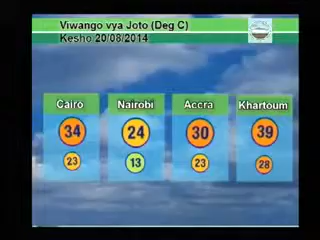 Viwango vya Joto (Deg C)
Kesho 20/08/2014
Cairo Nairobi Accra Khartoum
34 24 30 39
23 13 23 28